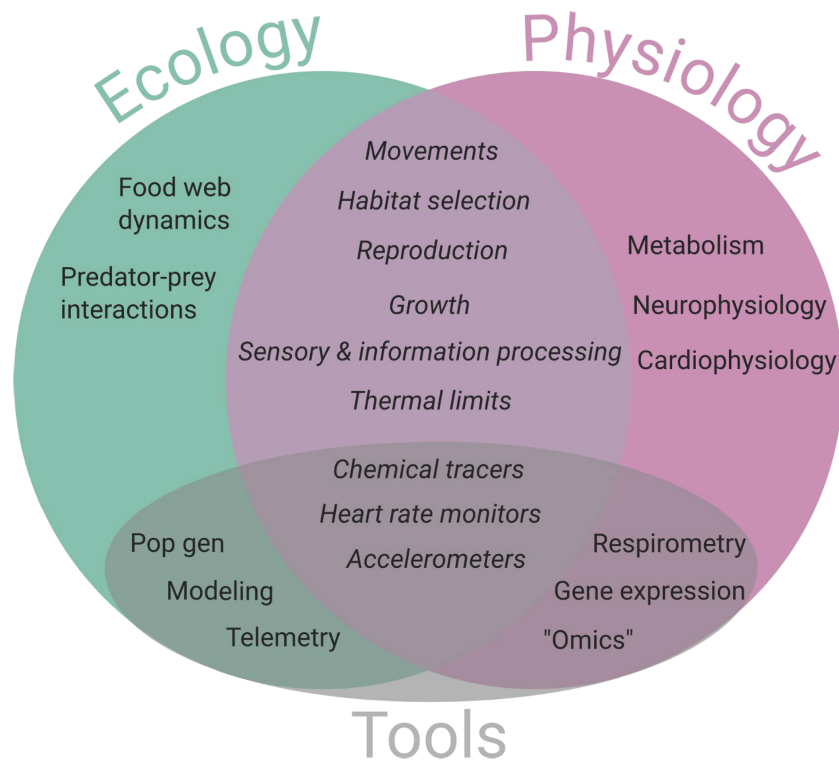 Ecology
Physiology
Food web
dynamics
Predator-prey
interactions
Movements
Habitat selection
Reproduction
Growth
Sensory & information processing
Thermal limits
Metabolism
Neurophysiology
Cardiophysiology
Chemical tracers
Heart rate monitors
Accelerometers
Pop gen
Modeling
Telemetry
Respirometry
Gene expression
"Omics"
Tools